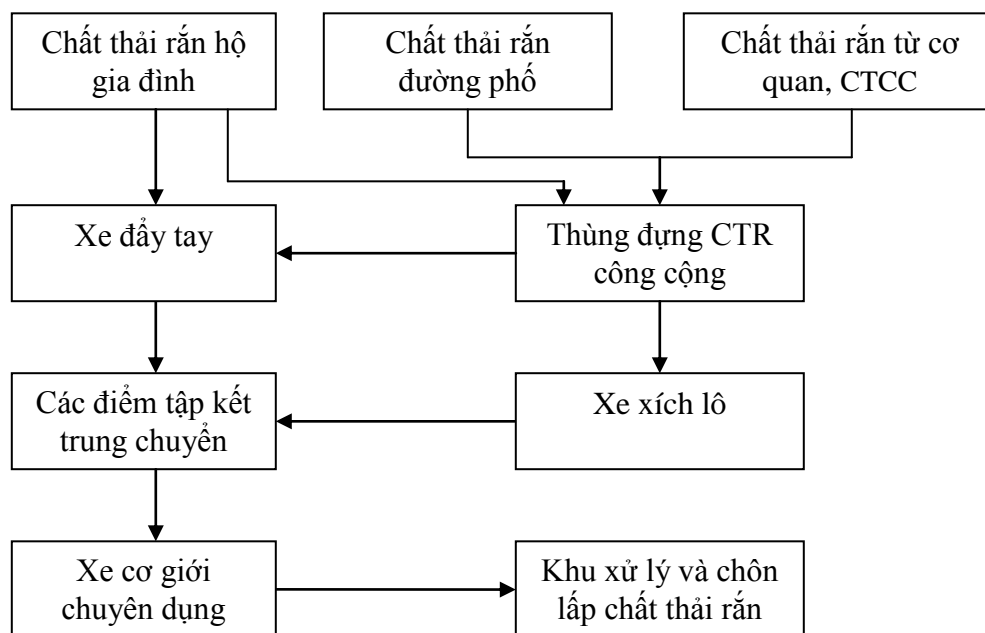 Chất thải rắn hộ
gia đình
Chất thải rắn
đường phố
Chất thải rắn từ cơ
quan, CTCC
Xe đẩy tay
Thùng đựng CTR
công cộng
Các điểm tập kết
trung chuyển
Xe xích lô
Xe cơ giới
chuyên dụng
Khu xử lý và chôn
lấp chất thải rắn